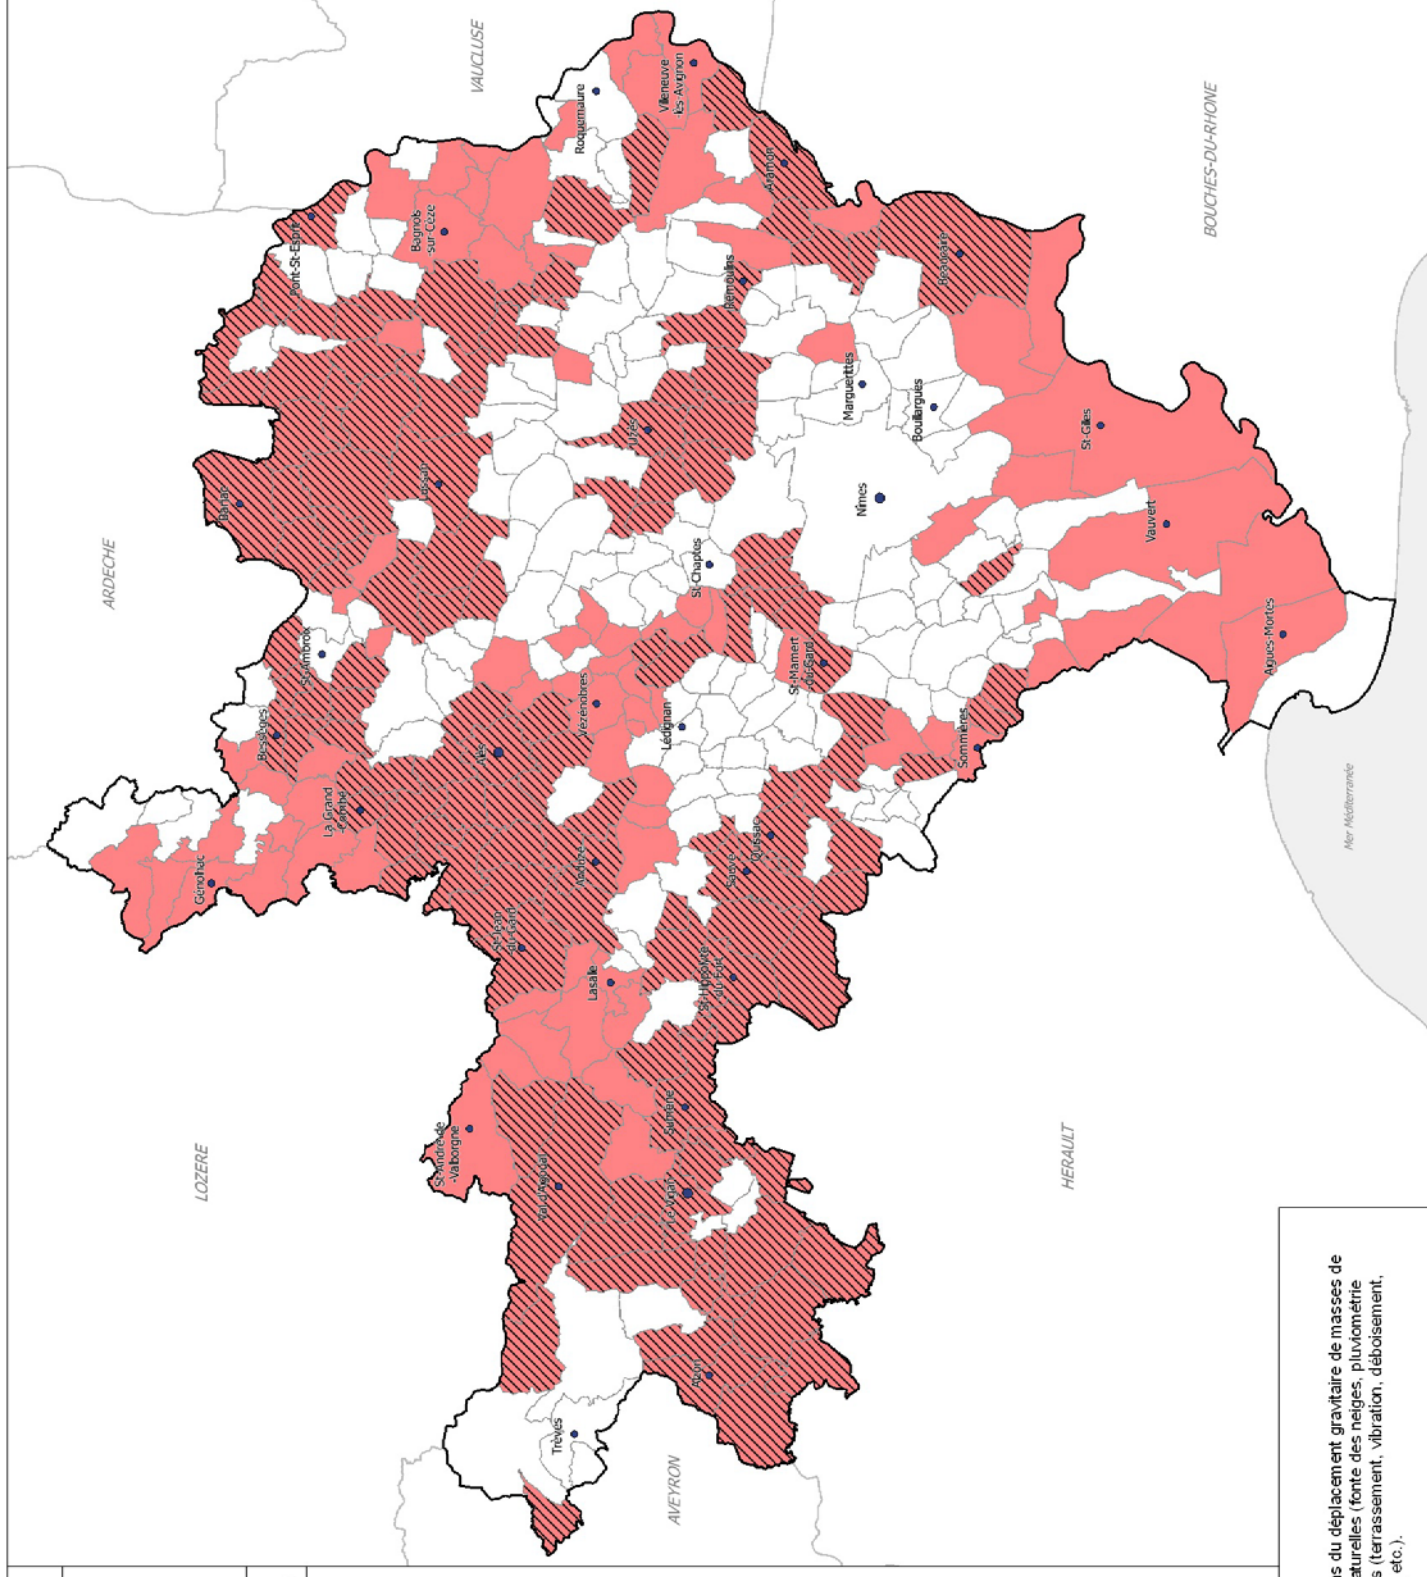 LOZERE
ARDECHE
VAUCLUSE
AVEYRON
HERAULT
BOUCHES-DU-RHONE
Mer Méditerranée
Génolhac
Bessèges
St-Ambroix
Barjac
Pont-St-Esprit
La Grand
-Combe
Lussan
Bagnols
-sur-Cèze
St-André-de
-Valborgne
St-Jean
-du-Gard
Alès
Roquemaure
Trèves
Val-d'Aigoual
Lasalle
Anduze
Vézénobres
Uzès
Villeneuve
lès-Avignon
Alzon
Le Vigan
Sumène
St-Hippolyte
-du-Fort
Sauve
Quissac
Lédignan
St-Chaptes
Remoulins
Aramon
St-Mamert
du-Gard
Nîmes
Marguerittes
Bouillargues
Beaucaire
Sommières
St-Gilles
Vauvert
Aigues-Mortes
du déplacement gravitaire de masses de
(fonte des neiges, pluviométrie
(terrassement, vibration, déboisement,
etc.).